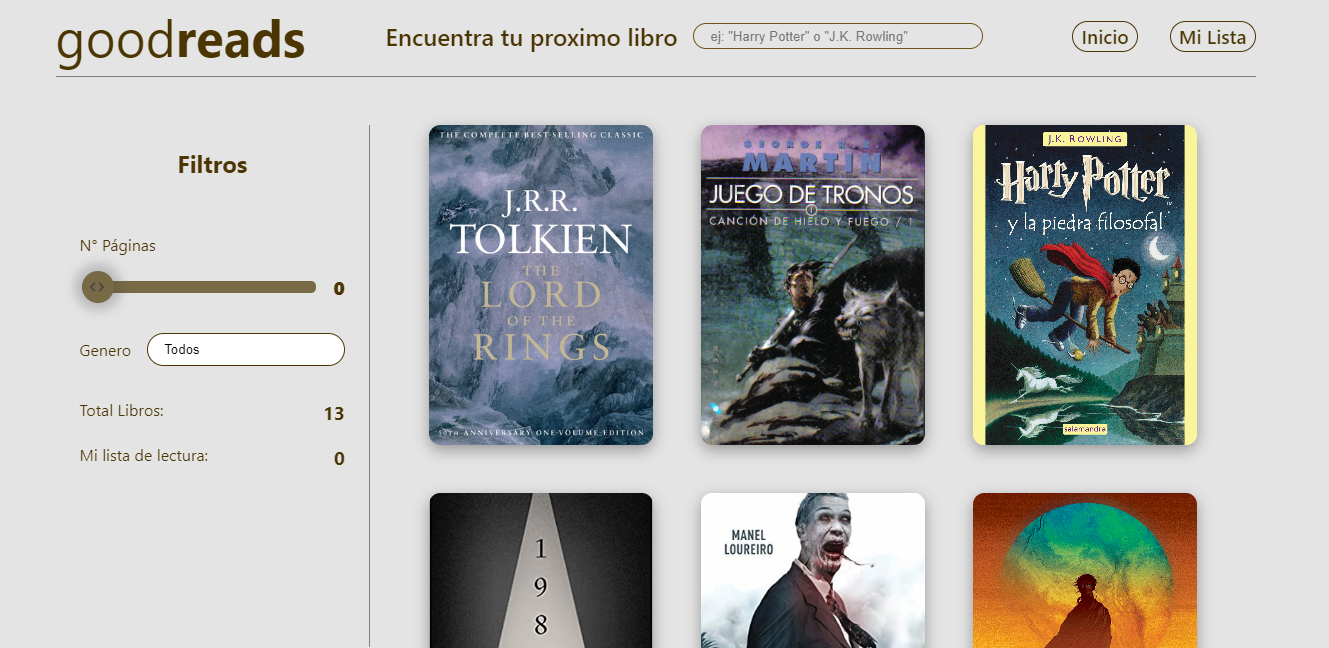 goodreads
Encuentra tu proximo libro
ej: "Harry Potter" o "J.K. Rowling"
Inicio
Mi Lista
Filtros
N° Páginas
0
Genero
Todos
Total Libros:
13
Mi lista de lectura:
0
THE COMPLETE BEST-SELLING CLASSIC
J.R.R.
TOLKIEN
THE
LORD
OF THE
RINGS
50TH ANNIVERSARY ONE-VOLUME EDITION
GEORGE R.R.
MARTIN
JUEGO DE TRONOS
CANCIÓN DE HIELO Y FUEGO / 1
J.K. ROWLING
Harry Potter
y la piedra filosofal
salamandra
1
9
8
MANEL
LOUREIRO